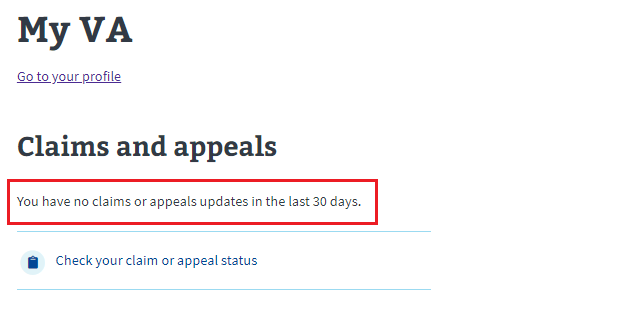 My VA
Go to your profile
Claims and appeals
You have no claims or appeals updates in the last 30 days.
Check your claim or appeal status